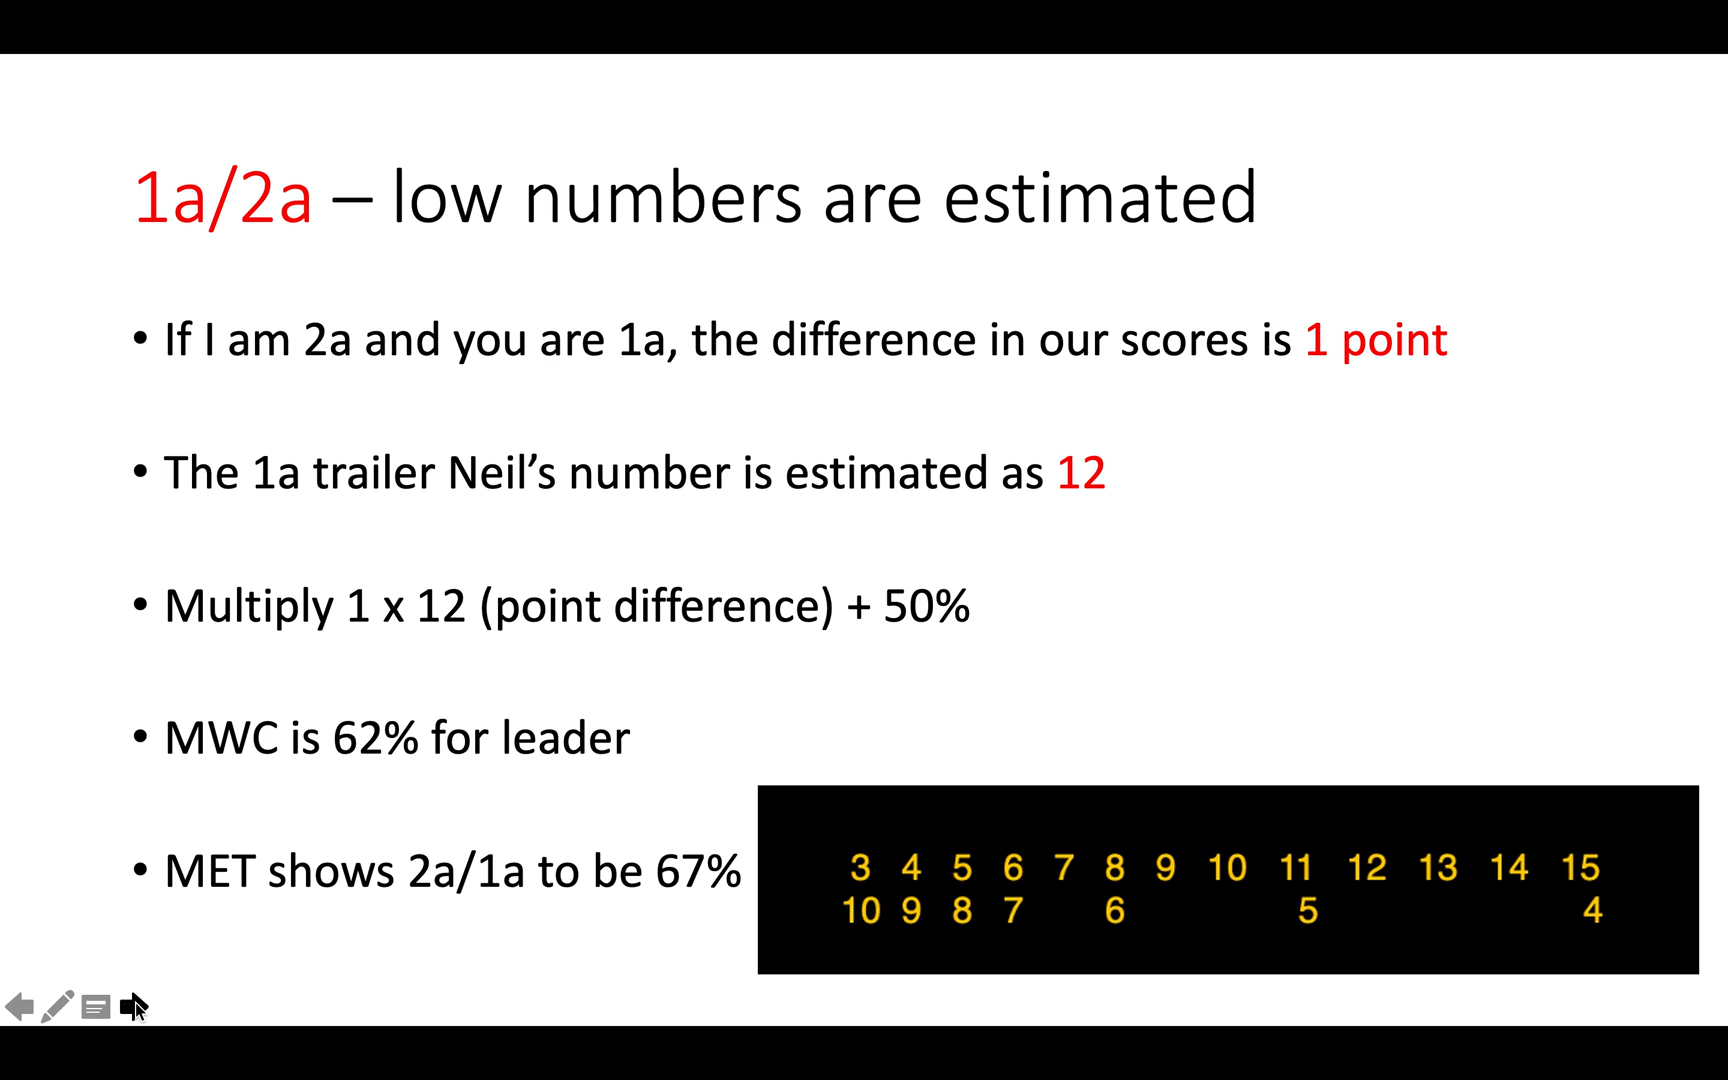 1a/2a – low numbers are estimated
• If I am 2a and you are 1a, the difference in our scores is 1 point
• The 1a trailer Neil’s number is estimated as 12
• Multiply 1 x 12 (point difference) + 50%
• MWC is 62% for leader
• MET shows 2a/1a to be 67%
3 4 5 6 7 8 9 10 11 12 13 14 15
10 9 8 7 6 5 4